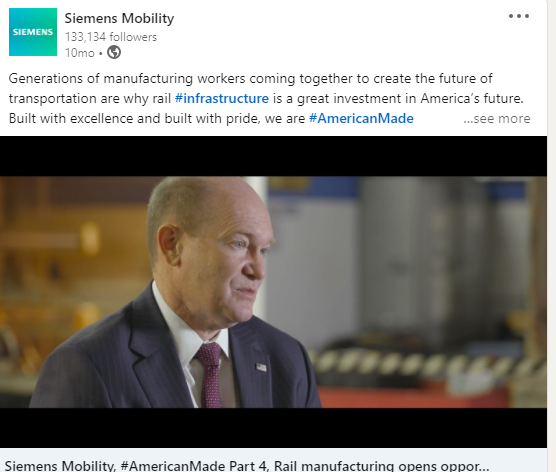 SIEMENS
Siemens Mobility
133,134 followers
10mo •
Generations of manufacturing workers coming together to create the future of
transportation are why rail #infrastructure is a great investment in America's future.
Built with excellence and built with pride, we are #AmericanMade ...see more
Siemens Mobility, #AmericanMade Part 4, Rail manufacturing opens oppor...